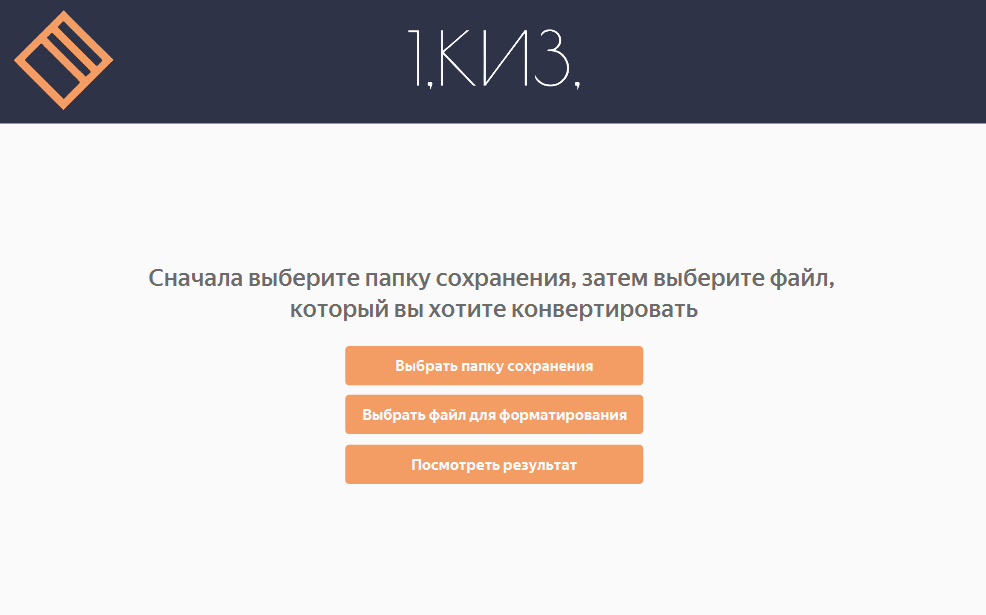 1,КИЗ,
Сначала выберите папку сохранения, затем выберите файл,
который вы хотите конвертировать
Выбрать папку сохранения
Выбрать файл для форматирования
Посмотреть результат